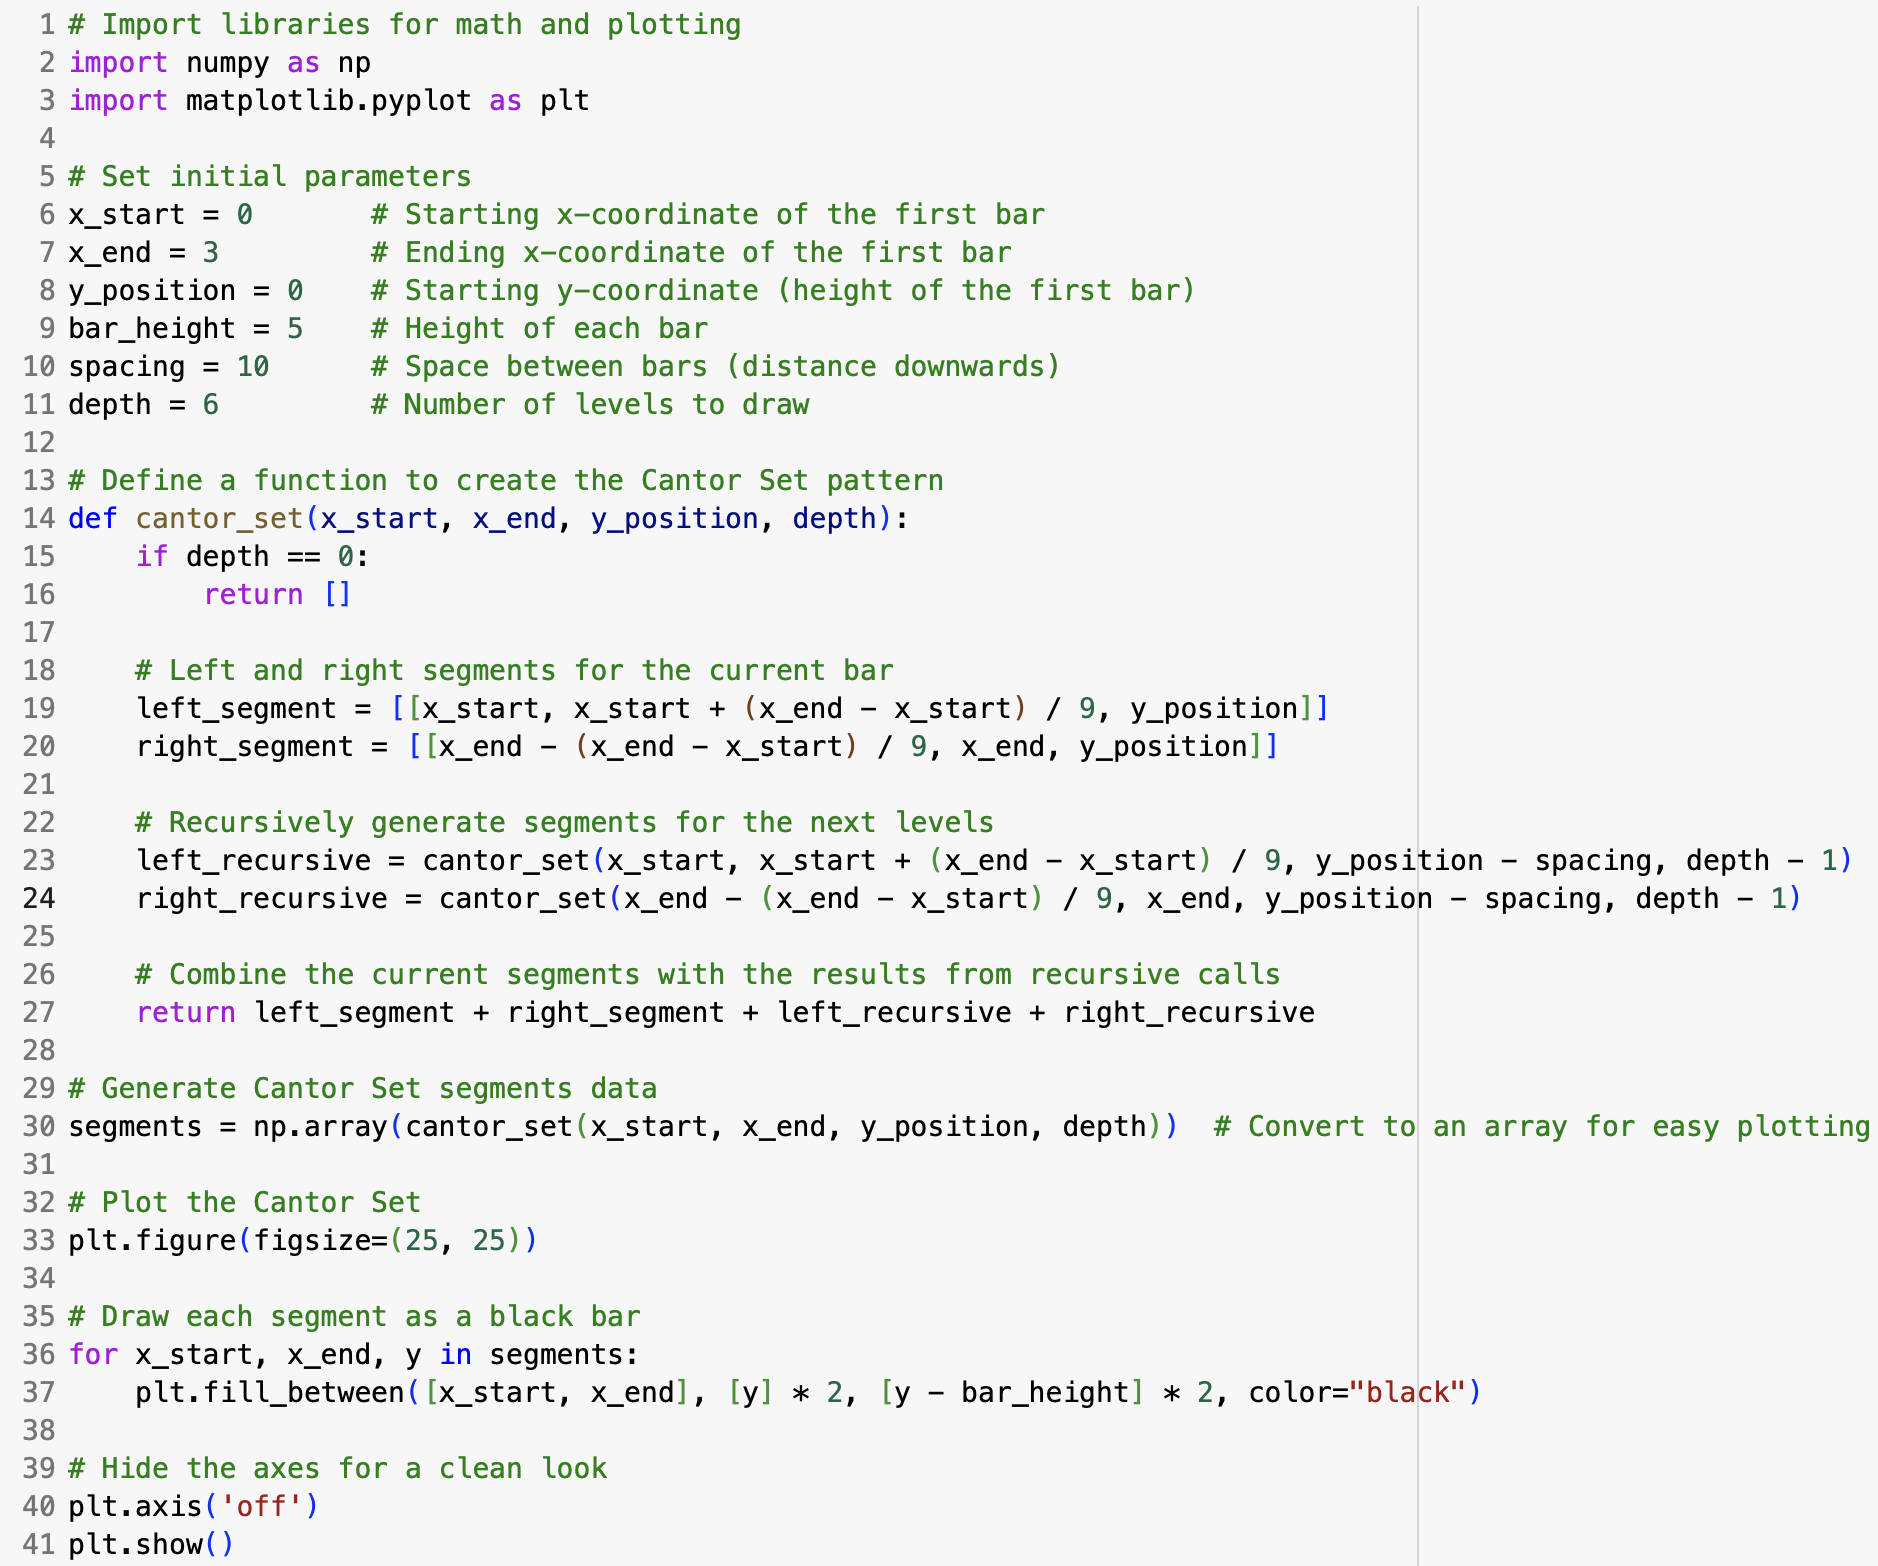 1 # Import libraries for math and plotting
2 import numpy as np
3 import matplotlib.pyplot as plt
4
5 # Set initial parameters
6 x_start = 0       # Starting x-coordinate of the first bar
7 x_end = 3         # Ending x-coordinate of the first bar
8 y_position = 0    # Starting y-coordinate (height of the first bar)
9 bar_height = 5    # Height of each bar
10 spacing = 10      # Space between bars (distance downwards)
11 depth = 6         # Number of levels to draw
12
13 # Define a function to create the Cantor Set pattern
14 def cantor_set(x_start, x_end, y_position, depth):
15     if depth == 0:
16         return []
17
18     # Left and right segments for the current bar
19     left_segment = [[x_start, x_start + (x_end - x_start) / 9, y_position]]
20     right_segment = [[x_end - (x_end - x_start) / 9, x_end, y_position]]
21
22     # Recursively generate segments for the next levels
23     left_recursive = cantor_set(x_start, x_start + (x_end - x_start) / 9, y_position - spacing, depth - 1)
24     right_recursive = cantor_set(x_end - (x_end - x_start) / 9, x_end, y_position - spacing, depth - 1)
25
26     # Combine the current segments with the results from recursive calls
27     return left_segment + right_segment + left_recursive + right_recursive
28
29 # Generate Cantor Set segments data
30 segments = np.array(cantor_set(x_start, x_end, y_position, depth))  # Convert to an array for easy plotting
31
32 # Plot the Cantor Set
33 plt.figure(figsize=(25, 25))
34
35 # Draw each segment as a black bar
36 for x_start, x_end, y in segments:
37     plt.fill_between([x_start, x_end], [y] * 2, [y - bar_height] * 2, color="black")
38
39 # Hide the axes for a clean look
40 plt.axis('off')
41 plt.show()